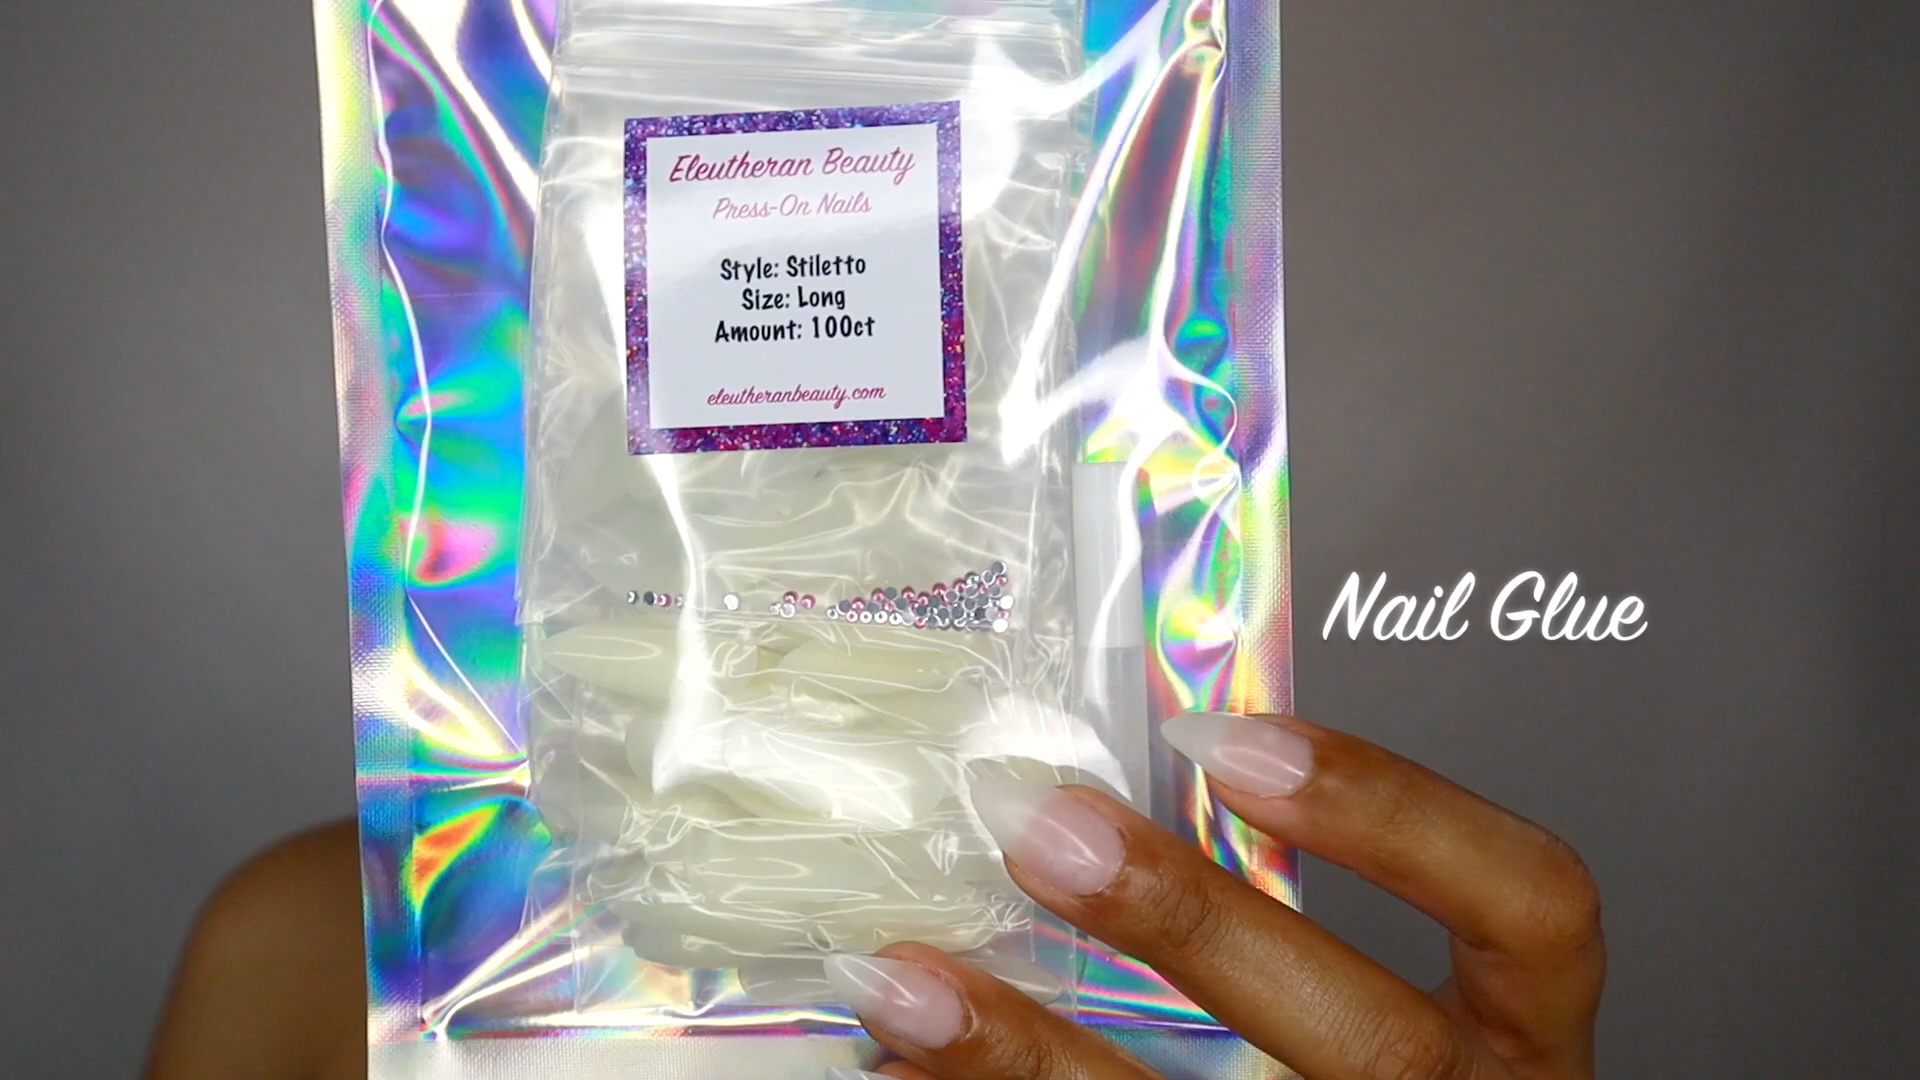 Eleutheran Beauty
Press-On Nails
Style: Stiletto
Size: Long
Amount: 100ct
eleutheranbeauty.com
Nail Glue